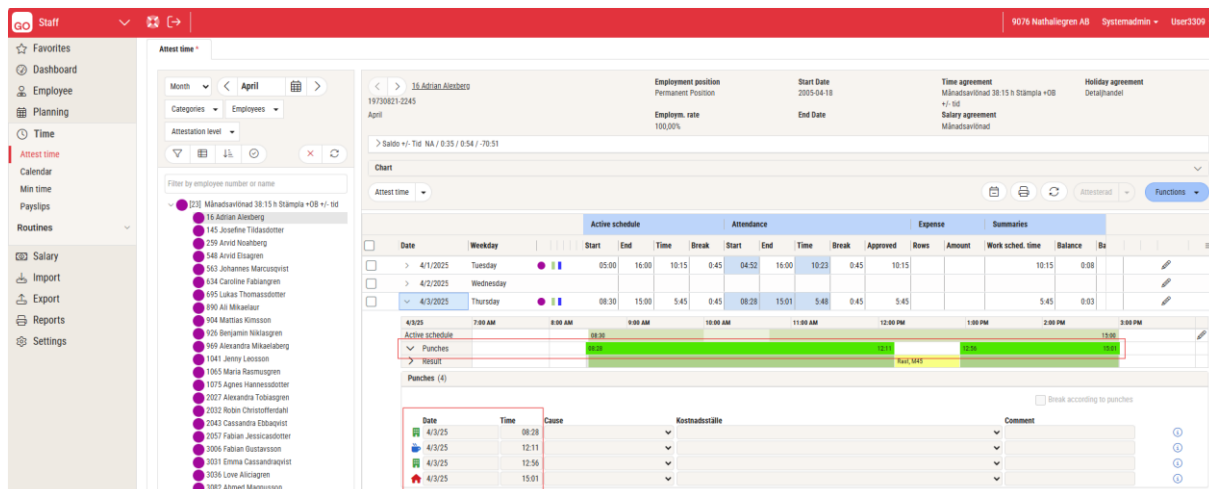 GO Staff 9076 Nathaliegren AB Systemadmin User3309
Favorites
Dashboard
Employee
Planning
Time
Attest time
Calendar
Min time
Payslips
Routines
Salary
Import
Export
Reports
Settings
Attest time *
Month April
Categories Employees
Attestation level
Filter by employee number or name
[23] Månadsavlönad 38:15 h Stämpla +OB +/- tid
16 Adrian Alexberg
145 Josefine Tildasdotter
259 Arvid Noahberg
548 Arvid Elsagren
563 Johannes Marcusqvist
634 Caroline Fabiangren
695 Lukas Thomassdotter
890 Ali Mikaelaur
904 Mattias Kimsson
926 Benjamin Niklasgren
969 Alexandra Mikaelaberg
1041 Jenny Leosson
1065 Maria Rasmusgren
1075 Agnes Hannessdotter
2027 Alexandra Tobiasgren
2032 Robin Christofferdahl
2043 Cassandra Ebbaqvist
2057 Fabian Jessicasdotter
3006 Fabian Gustavsson
3031 Emma Cassandraqvist
3036 Love Aliciagren
3082 Ahmed Magnusson
16 Adrian Alexberg
19730821-2245
April
Employment position
Permanent Position
Employm. rate
100,00%
Start Date
2005-04-18
End Date
Time agreement
Månadsavlönad 38:15 h Stämpla +OB
+/- tid
Salary agreement
Månadsavlönad
Holiday agreement
Detaljhandel
Saldo +/- Tid NA / 0:35 / 0:54 / -70:51
Chart
Attest time Attesterad Functions
Active schedule Attendance Expense Summaries
Date Weekday Start End Time Break Start End Time Break Approved Rows Amount Work sched. time Balance Ba
4/1/2025 Tuesday 05:00 16:00 10:15 0:45 04:52 16:00 10:23 0:45 10:15 10:15 0:08
4/2/2025 Wednesday
4/3/2025 Thursday 08:30 15:00 5:45 0:45 08:28 15:01 5:48 0:45 5:45 5:45 0:03
4/3/25 7:00 AM 8:00 AM 9:00 AM 10:00 AM 11:00 AM 12:00 PM 1:00 PM 2:00 PM 3:00 PM
Active schedule 08:30 15:00
Punches 08:28 12:11 12:56 15:01
Result Rast, M45
Punches (4)
Break according to punches
Date Time Cause Kostnadsställe Comment
4/3/25 08:28
4/3/25 12:11
4/3/25 12:56
4/3/25 15:01